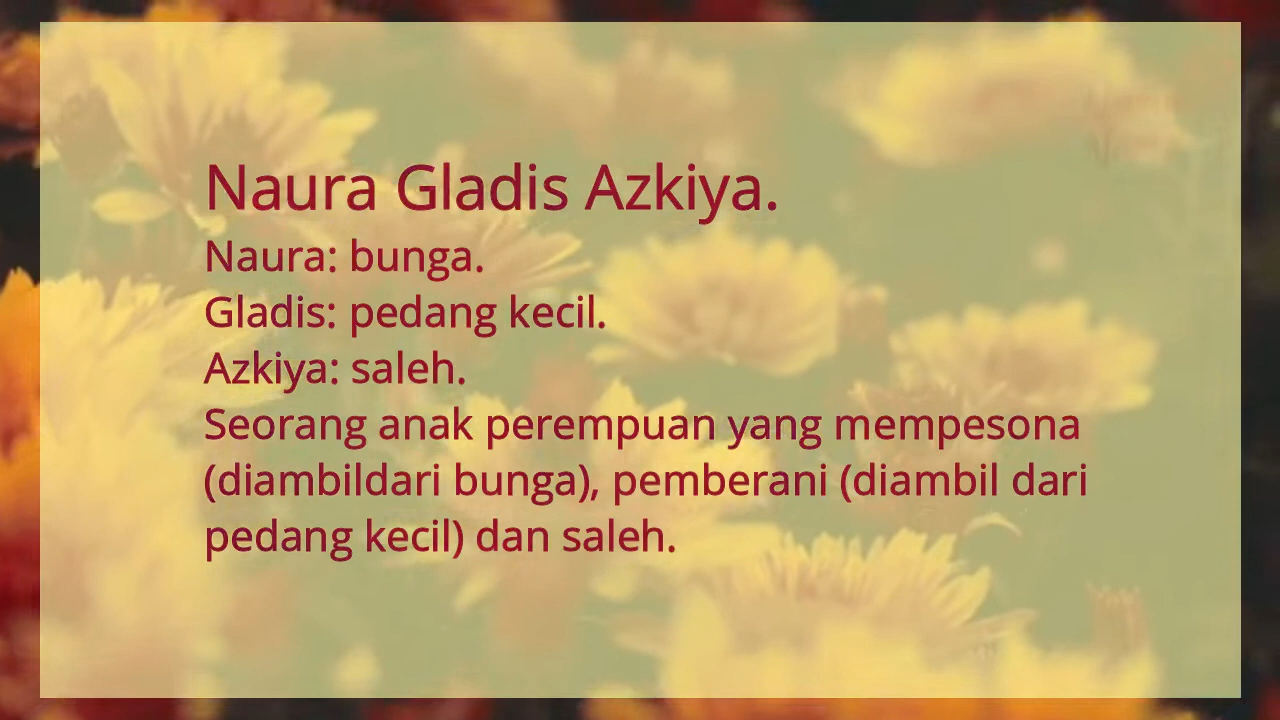 Naura Gladis Azkiya.
Naura: bunga.
Gladis: pedang kecil.
Azkiya: saleh.
Seorang anak perempuan yang mempesona
(diambildari bunga), pemberani (diambil dari
pedang kecil) dan saleh.